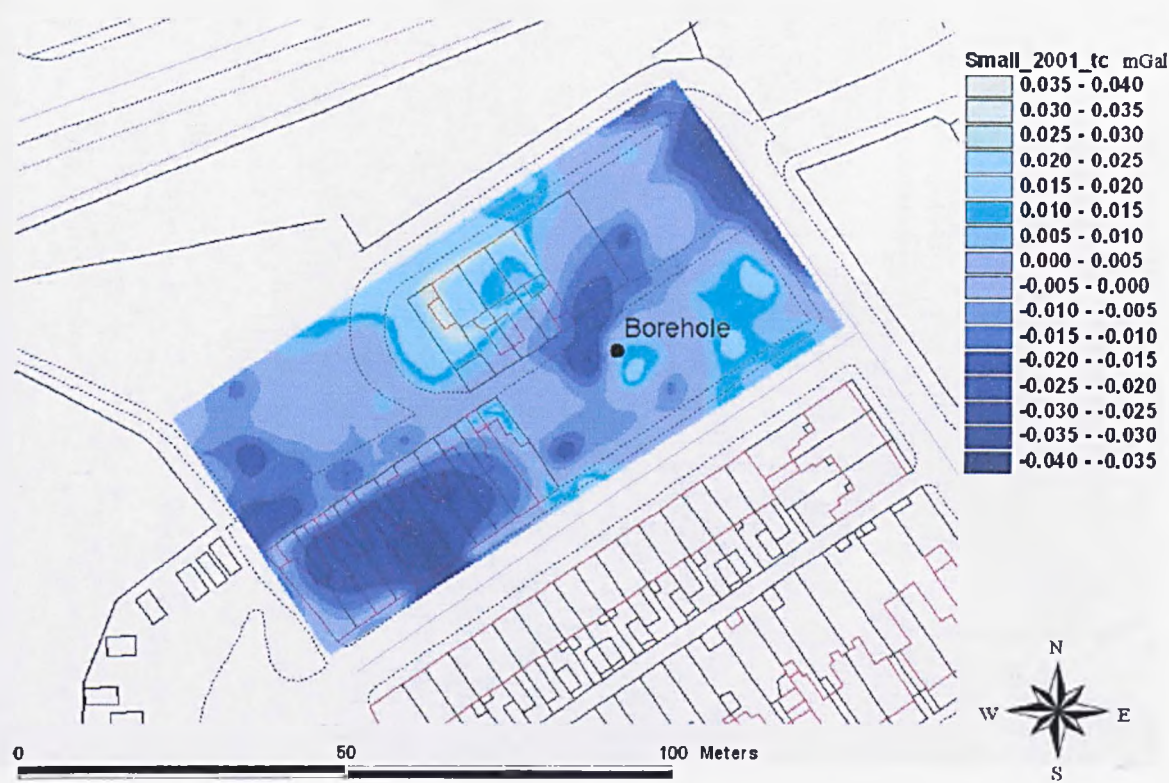 Small_2001_tc mGal
0.035 - 0.040
0.030 - 0.035
0.025 - 0.030
0.020 - 0.025
0.015 - 0.020
0.010 - 0.015
0.005 - 0.010
0.000 - 0.005
-0.005 - 0.000
-0.010 - -0.005
-0.015 - -0.010
-0.020 - -0.015
-0.025 - -0.020
-0.030 - -0.025
-0.035 - -0.030
-0.040 - -0.035
Borehole
N
W E
S
0 50 100 Meters